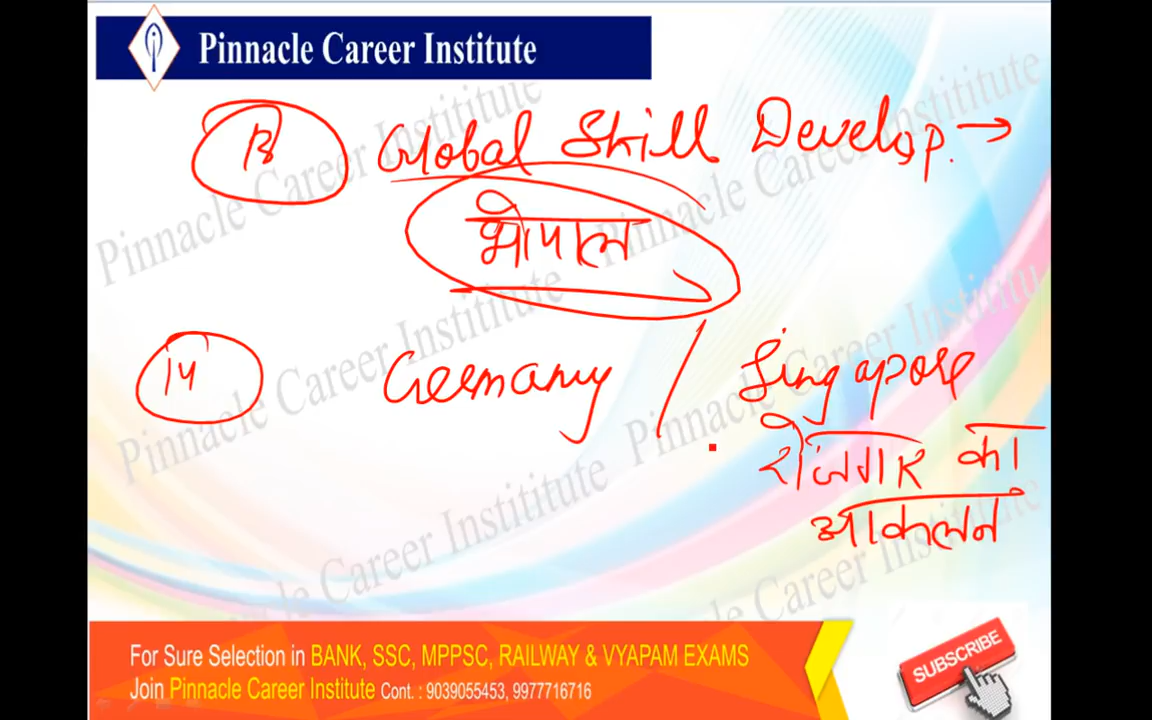 Pinnacle Career Institute
13 Global Skill Develop. →
भोपाल
14 Germany / Singapore
रोजगार का
आकलन
For Sure Selection in BANK, SSC, MPPSC, RAILWAY & VYAPAM EXAMS
Join Pinnacle Career Institute Cont. : 9039055453, 9977716716
SUBSCRIBE